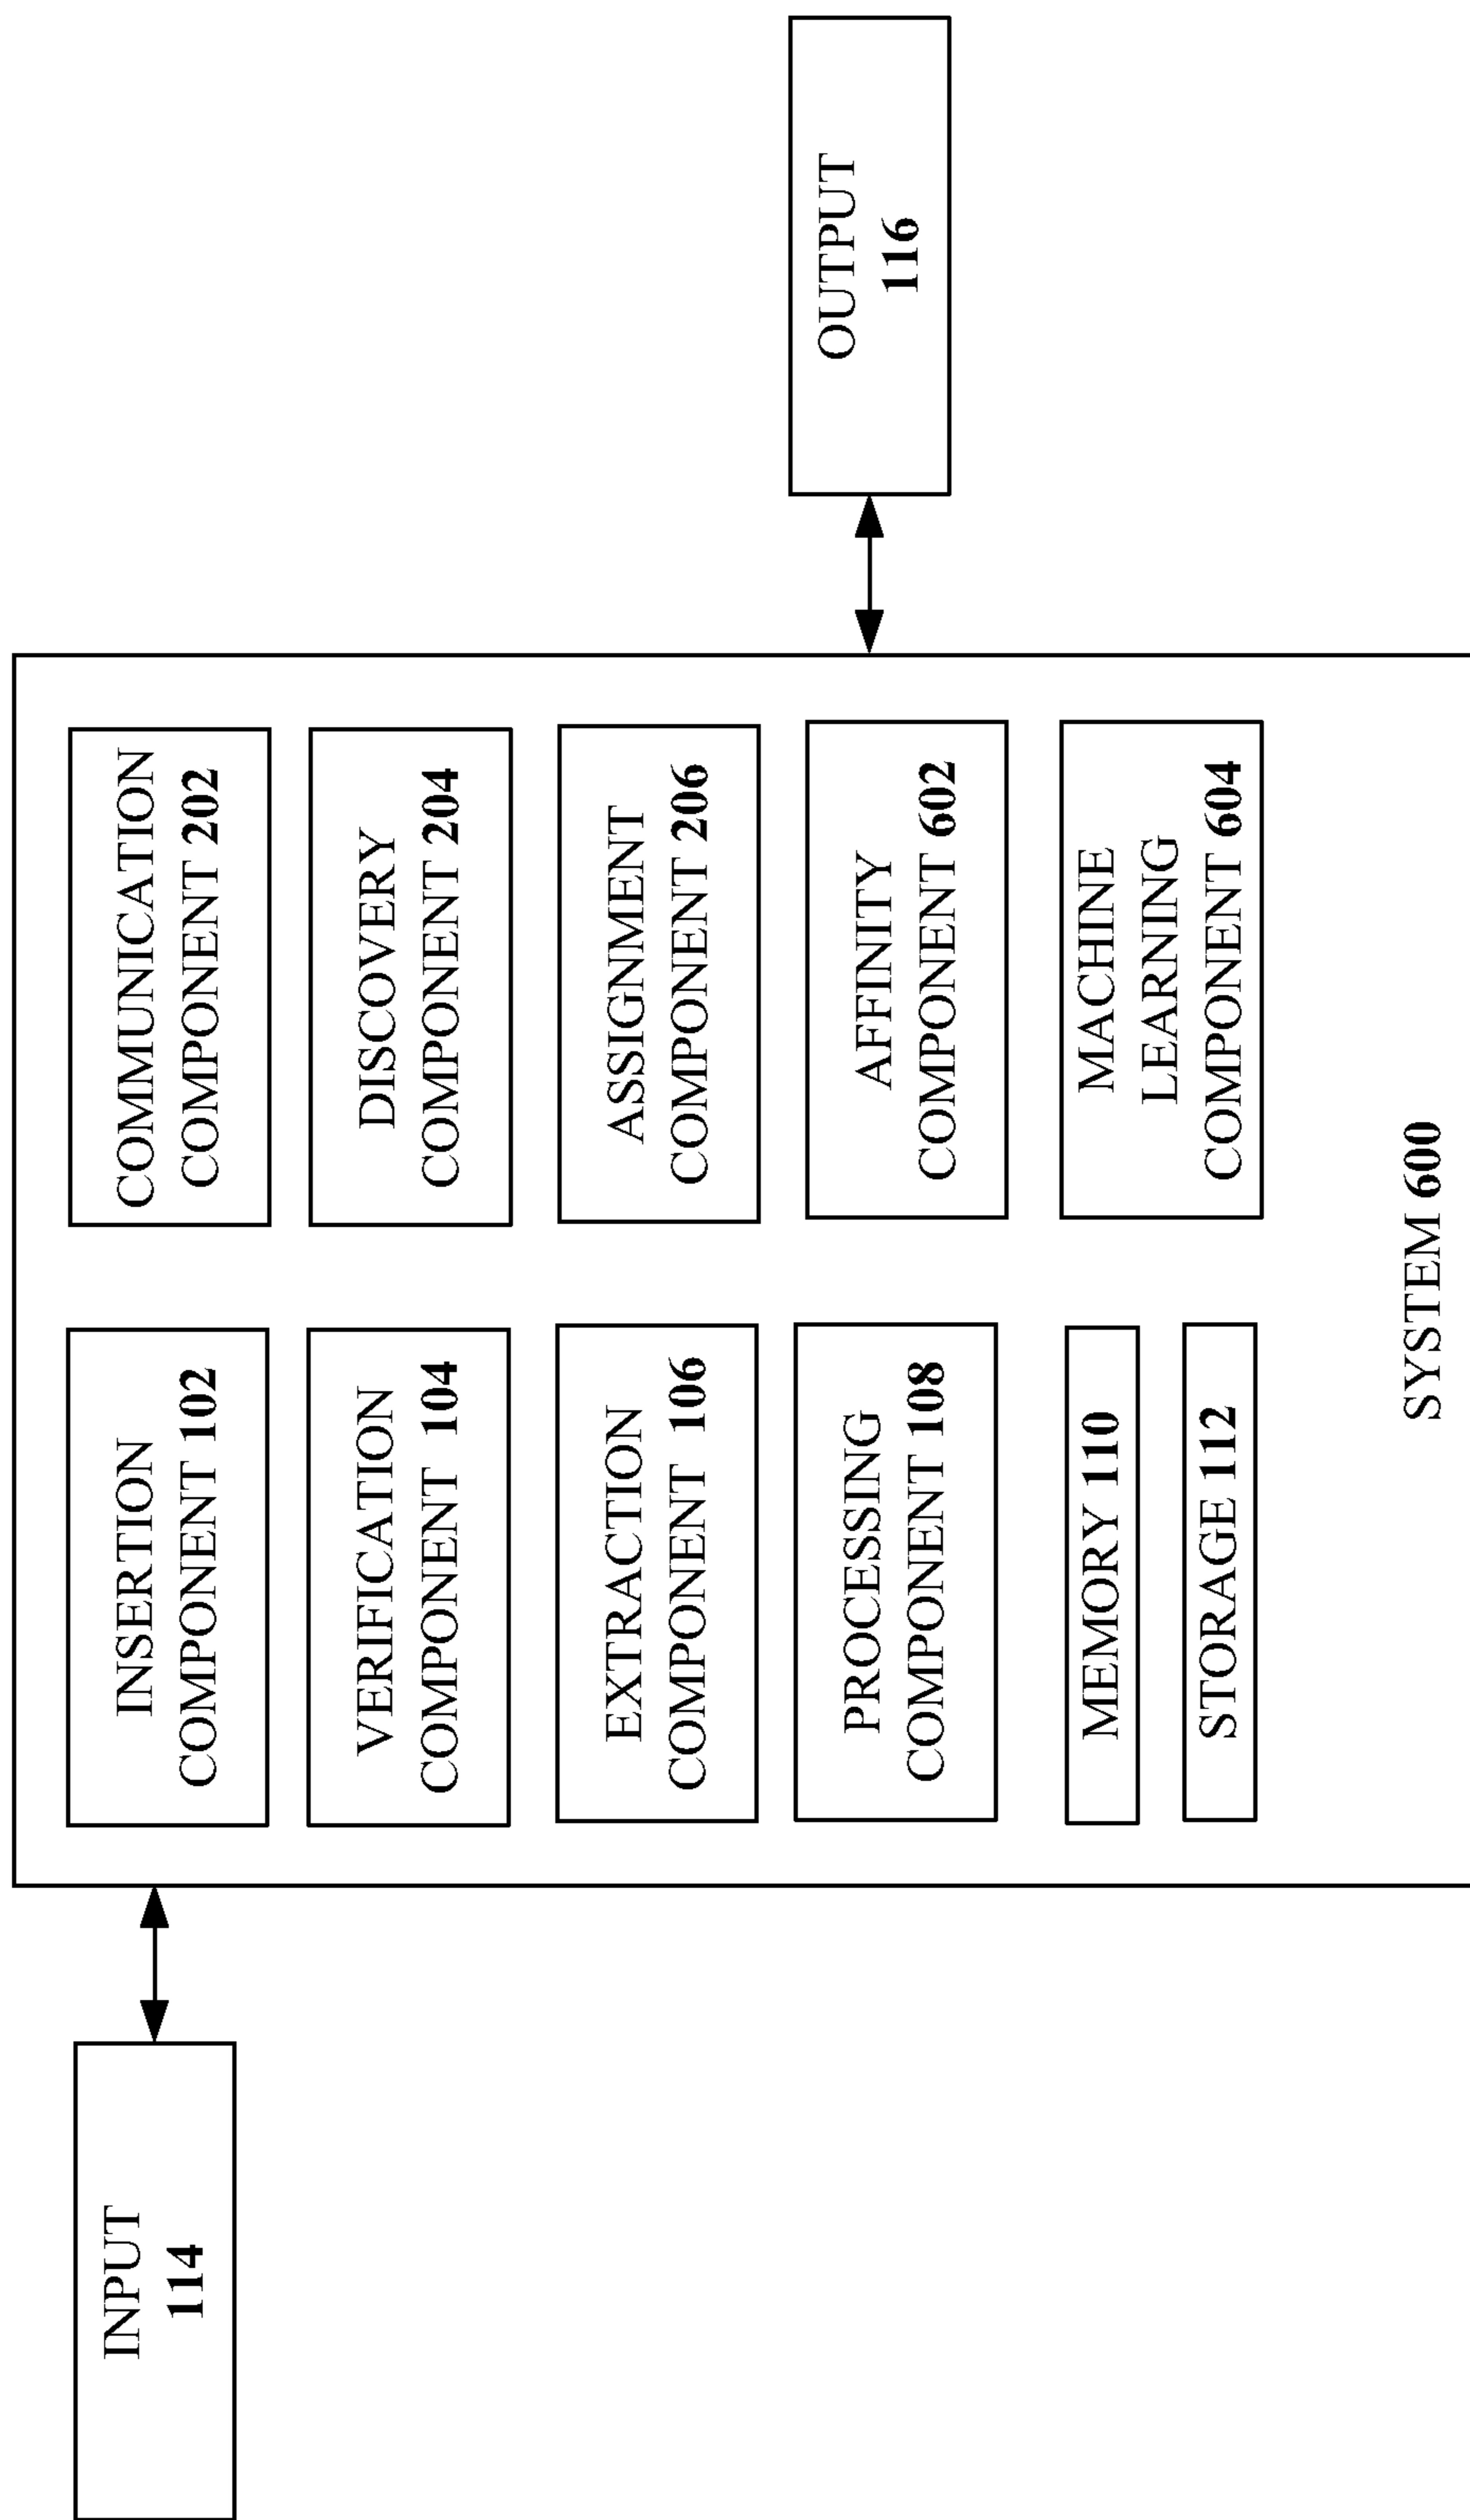 INPUT
114
INSERTION
COMPONENT 102
VERIFICATION
COMPONENT 104
EXTRACTION
COMPONENT 106
PROCESSING
COMPONENT 108
MEMORY 110
STORAGE 112
COMMUNICATION
COMPONENT 202
DISCOVERY
COMPONENT 204
ASSIGNMENT
COMPONENT 206
AFFINITY
COMPONENT 602
MACHINE
LEARNING
COMPONENT 604
SYSTEM 600
OUTPUT
116